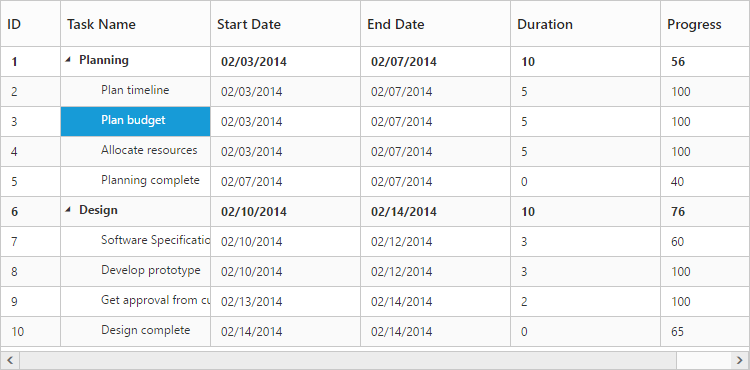 ID Task Name Start Date End Date Duration Progress
1 Planning 02/03/2014 02/07/2014 10 56
2 Plan timeline 02/03/2014 02/07/2014 5 100
3 Plan budget 02/03/2014 02/07/2014 5 100
4 Allocate resources 02/03/2014 02/07/2014 5 100
5 Planning complete 02/07/2014 02/07/2014 0 40
6 Design 02/10/2014 02/14/2014 10 76
7 Software Specificatio 02/10/2014 02/12/2014 3 60
8 Develop prototype 02/10/2014 02/12/2014 3 100
9 Get approval from cu 02/13/2014 02/14/2014 2 100
10 Design complete 02/14/2014 02/14/2014 0 65